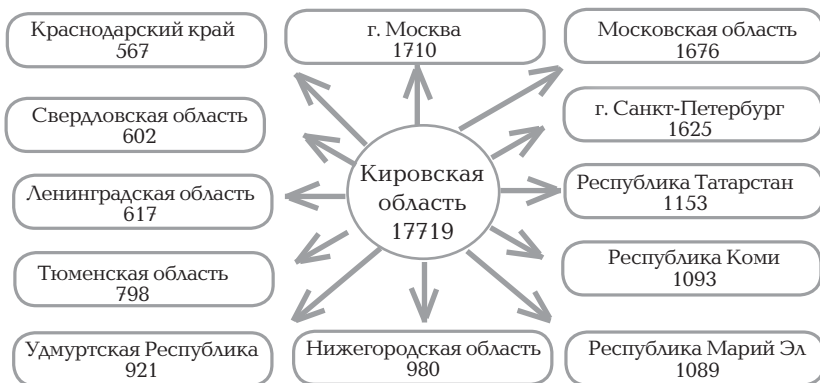 Краснодарский край
567
г. Москва
1710
Московская область
1676
Свердловская область
602
г. Санкт-Петербург
1625
Кировская
область
17719
Ленинградская область
617
Республика Татарстан
1153
Тюменская область
798
Республика Коми
1093
Удмуртская Республика
921
Нижегородская область
980
Республика Марий Эл
1089